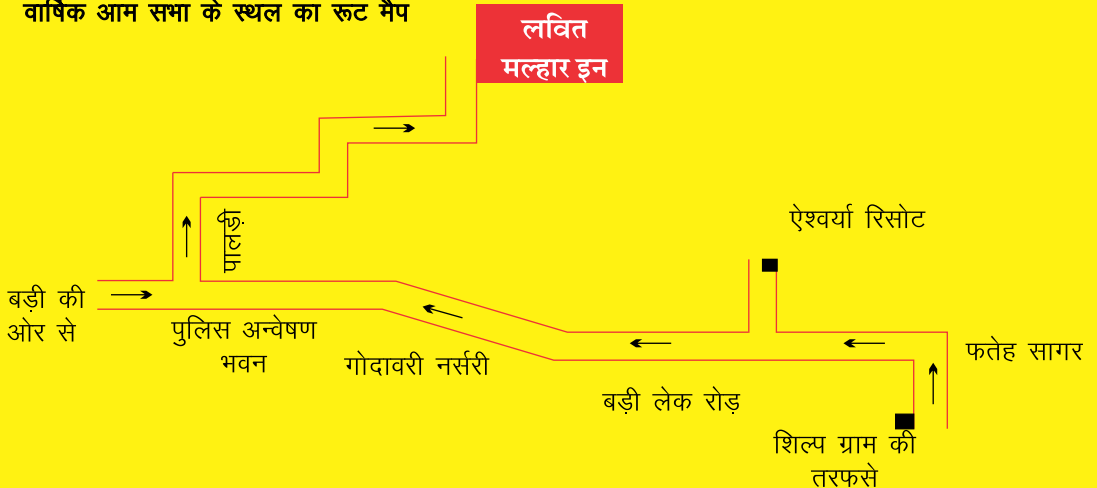 वार्षिक आम सभा के स्थल का रूट मैप
लवित
मल्हार इन
पालड़ी
ऐश्वर्या रिसोट
बड़ी की
ओर से
पुलिस अन्वेषण
भवन
गोदावरी नर्सरी
फतेह सागर
बड़ी लेक रोड़
शिल्प ग्राम की
तरफसे